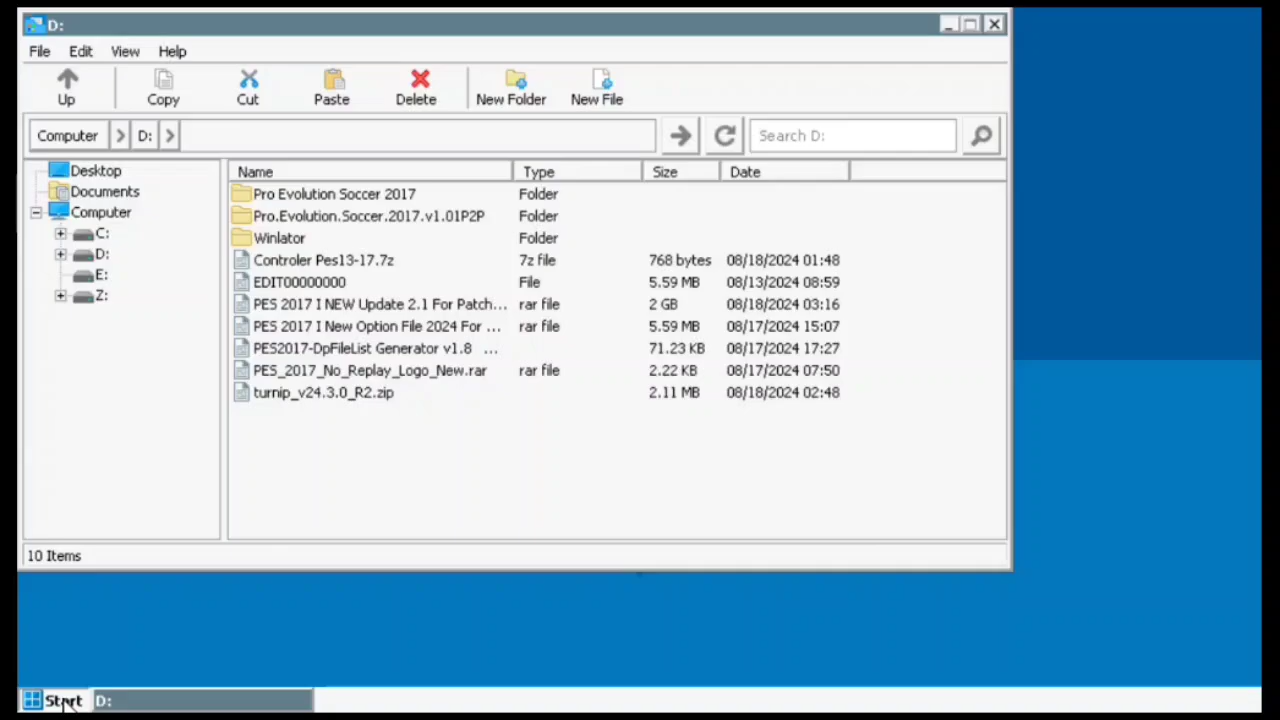 D:
File Edit View Help
Up Copy Cut Paste Delete New Folder New File
Computer D: Search D:
Desktop
Documents
Computer
C:
D:
E:
Z:
Name Type Size Date
Pro Evolution Soccer 2017 Folder
Pro.Evolution.Soccer.2017.v1.01P2P Folder
Winlator Folder
Controler Pes13-17.7z 7z file 768 bytes 08/18/2024 01:48
EDIT00000000 File 5.59 MB 08/13/2024 08:59
PES 2017 I NEW Update 2.1 For Patch... rar file 2 GB 08/18/2024 03:16
PES 2017 I New Option File 2024 For ... rar file 5.59 MB 08/17/2024 15:07
PES2017-DpFileList Generator v1.8 ... 71.23 KB 08/17/2024 17:27
PES_2017_No_Replay_Logo_New.rar rar file 2.22 KB 08/17/2024 07:50
turnip_v24.3.0_R2.zip 2.11 MB 08/18/2024 02:48
10 Items
Start D: